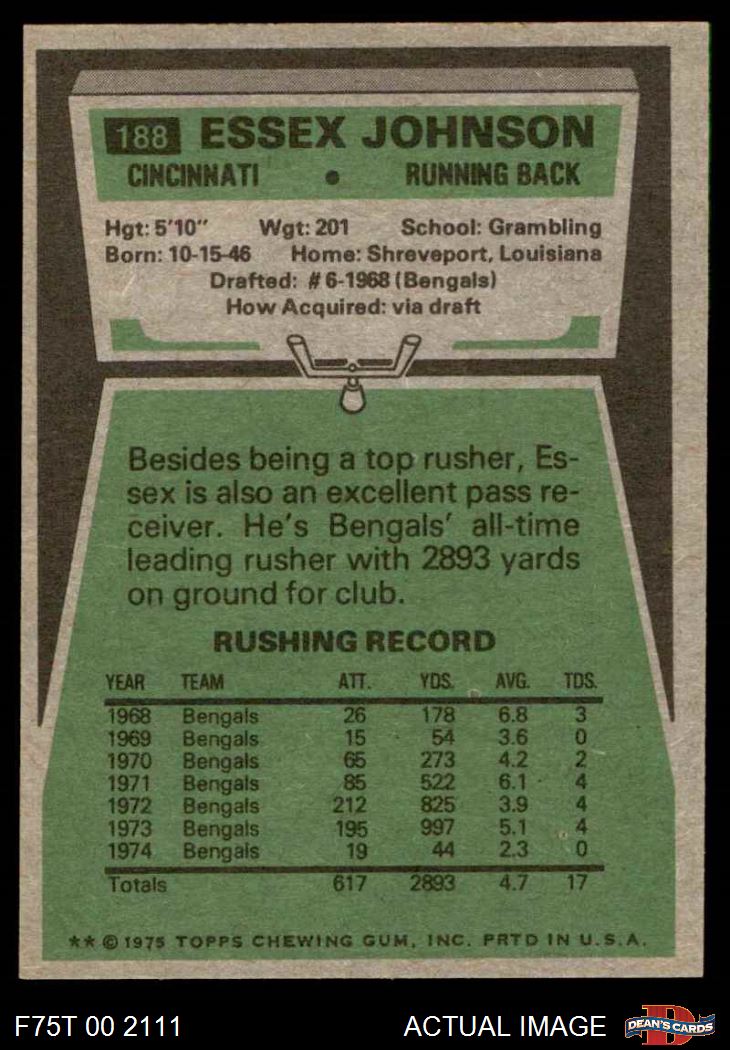 188 ESSEX JOHNSON
CINCINNATI • RUNNING BACK
Hgt: 5'10" Wgt: 201 School: Grambling
Born: 10-15-46 Home: Shreveport, Louisiana
Drafted: #6-1968 (Bengals)
How Acquired: via draft
Besides being a top rusher, Es-
sex is also an excellent pass re-
ceiver. He's Bengals' all-time
leading rusher with 2893 yards
on ground for club.
RUSHING RECORD
YEAR TEAM ATT. YDS. AVG. TDS.
1968 Bengals 26 178 6.8 3
1969 Bengals 15 54 3.6 0
1970 Bengals 65 273 4.2 2
1971 Bengals 85 522 6.1 4
1972 Bengals 212 825 3.9 4
1973 Bengals 195 997 5.1 4
1974 Bengals 19 44 2.3 0
Totals 617 2893 4.7 17
** © 1975 TOPPS CHEWING GUM, INC. PRTD IN U.S.A.
F75T 00 2111 ACTUAL IMAGE D DEAN'S CARDS